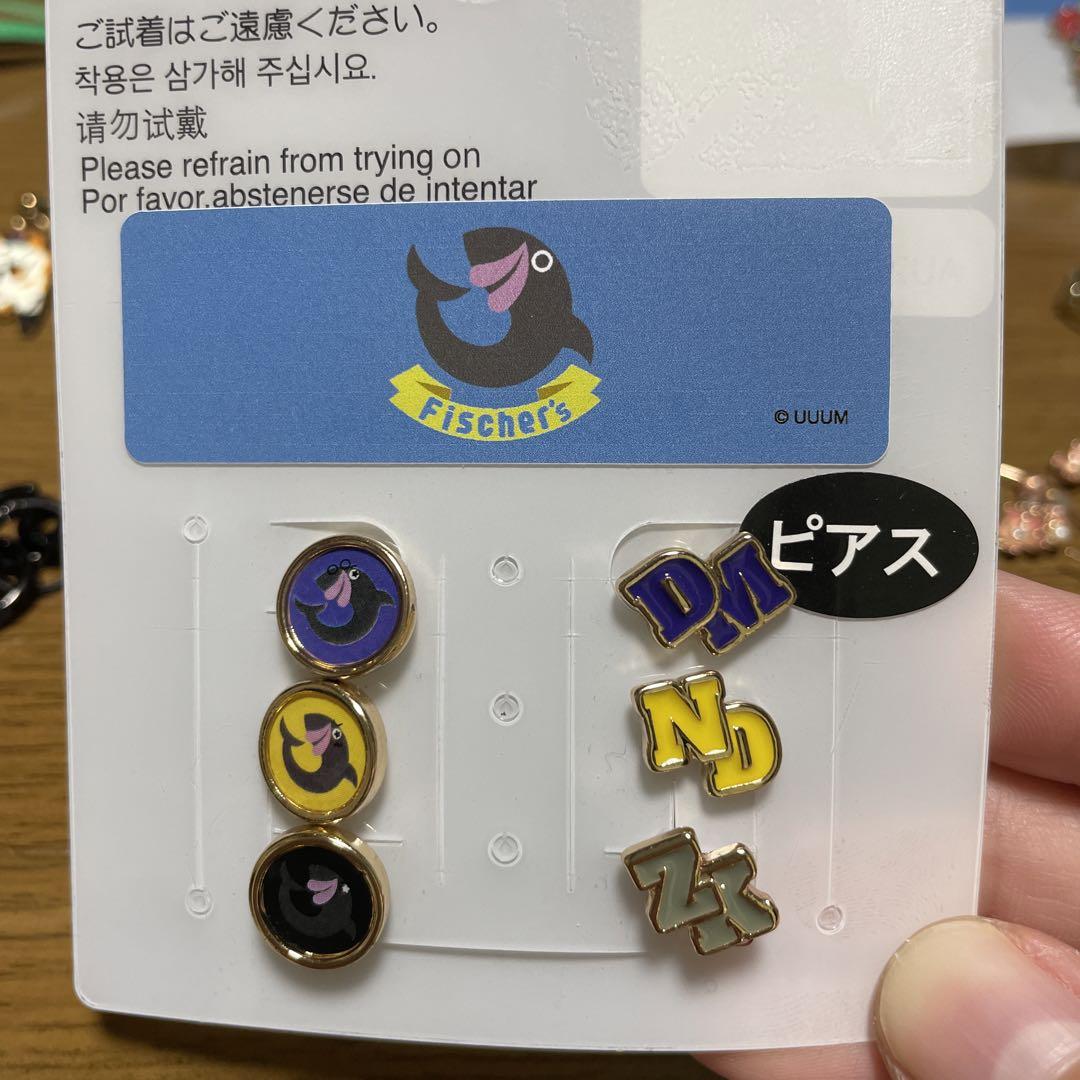 ご試着はご遠慮ください。
착용은 삼가해 주십시요.
请勿试戴
Please refrain from trying on
Por favor,abstenerse de intentar
Fischer's
© UUUM
ピアス
DM
ND
ZK